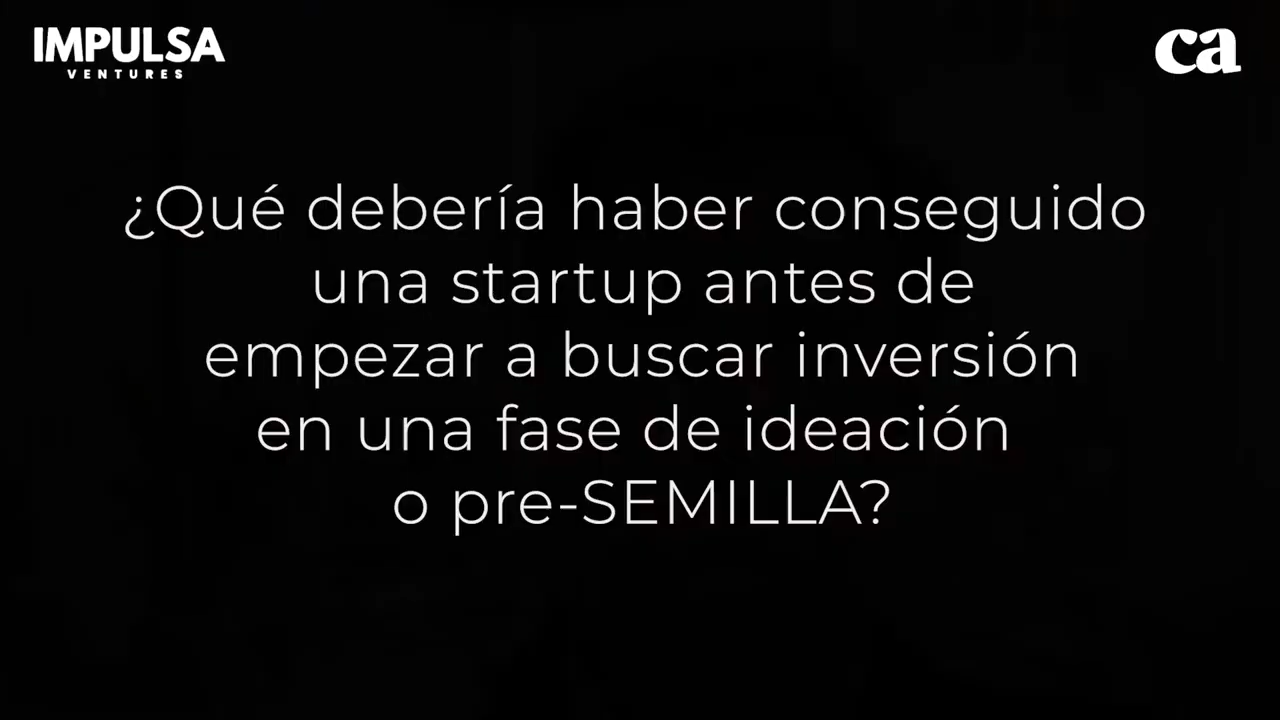 IMPULSA
VENTURES
ca
¿Qué debería haber conseguido
una startup antes de
empezar a buscar inversión
en una fase de ideación
o pre-SEMILLA?